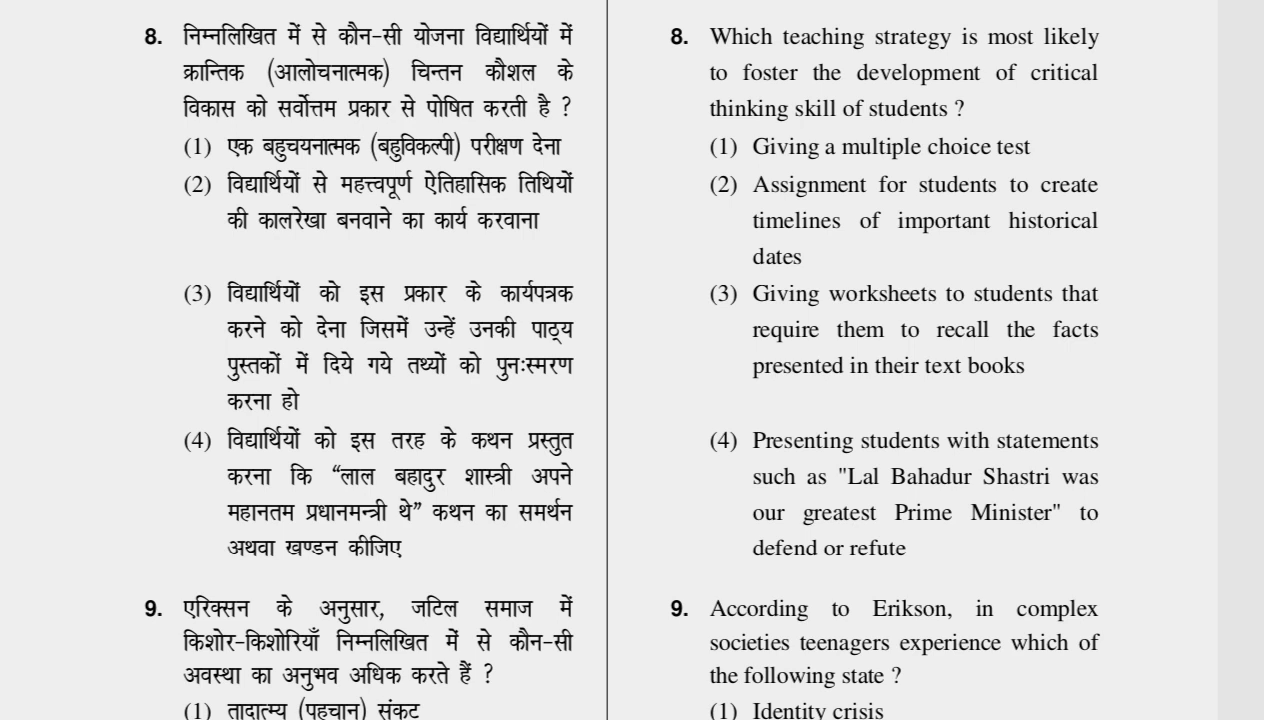 8. निम्नलिखित में से कौन-सी योजना विद्यार्थियों में
क्रान्तिक (आलोचनात्मक) चिन्तन कौशल के
विकास को सर्वोत्तम प्रकार से पोषित करती है ?
(1) एक बहुचयनात्मक (बहुविकल्पी) परीक्षण देना
(2) विद्यार्थियों से महत्त्वपूर्ण ऐतिहासिक तिथियों
की कालरेखा बनवाने का कार्य करवाना
(3) विद्यार्थियों को इस प्रकार के कार्यपत्रक
करने को देना जिसमें उन्हें उनकी पाठ्य
पुस्तकों में दिये गये तथ्यों को पुनःस्मरण
करना हो
(4) विद्यार्थियों को इस तरह के कथन प्रस्तुत
करना कि “लाल बहादुर शास्त्री अपने
महानतम प्रधानमन्त्री थे” कथन का समर्थन
अथवा खण्डन कीजिए
9. एरिक्सन के अनुसार, जटिल समाज में
किशोर-किशोरियाँ निम्नलिखित में से कौन-सी
अवस्था का अनुभव अधिक करते हैं ?
(1) तादात्म्य (पहचान) संकट
8. Which teaching strategy is most likely
to foster the development of critical
thinking skill of students ?
(1) Giving a multiple choice test
(2) Assignment for students to create
timelines of important historical
dates
(3) Giving worksheets to students that
require them to recall the facts
presented in their text books
(4) Presenting students with statements
such as "Lal Bahadur Shastri was
our greatest Prime Minister" to
defend or refute
9. According to Erikson, in complex
societies teenagers experience which of
the following state ?
(1) Identity crisis